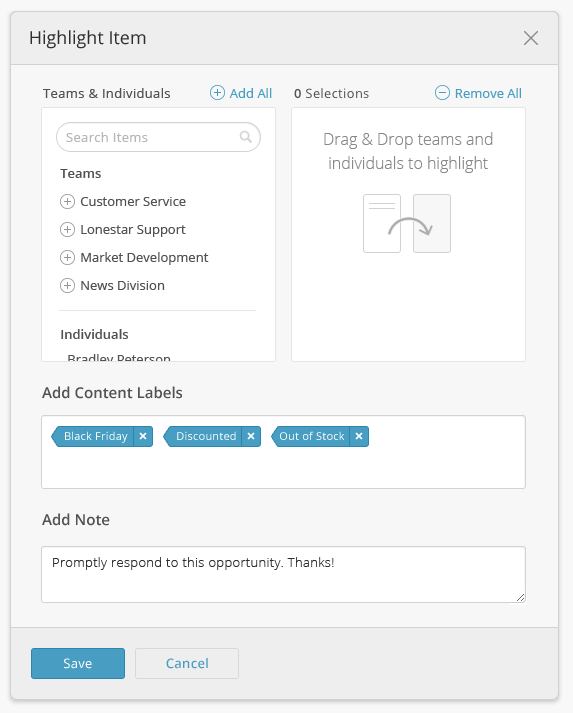 Highlight Item
Teams & Individuals
Add All
0 Selections
Remove All
Search Items
Teams
Customer Service
Lonestar Support
Market Development
News Division
Individuals
Bradley Peterson
Drag & Drop teams and
individuals to highlight
Add Content Labels
Black Friday
Discounted
Out of Stock
Add Note
Promptly respond to this opportunity. Thanks!
Save
Cancel